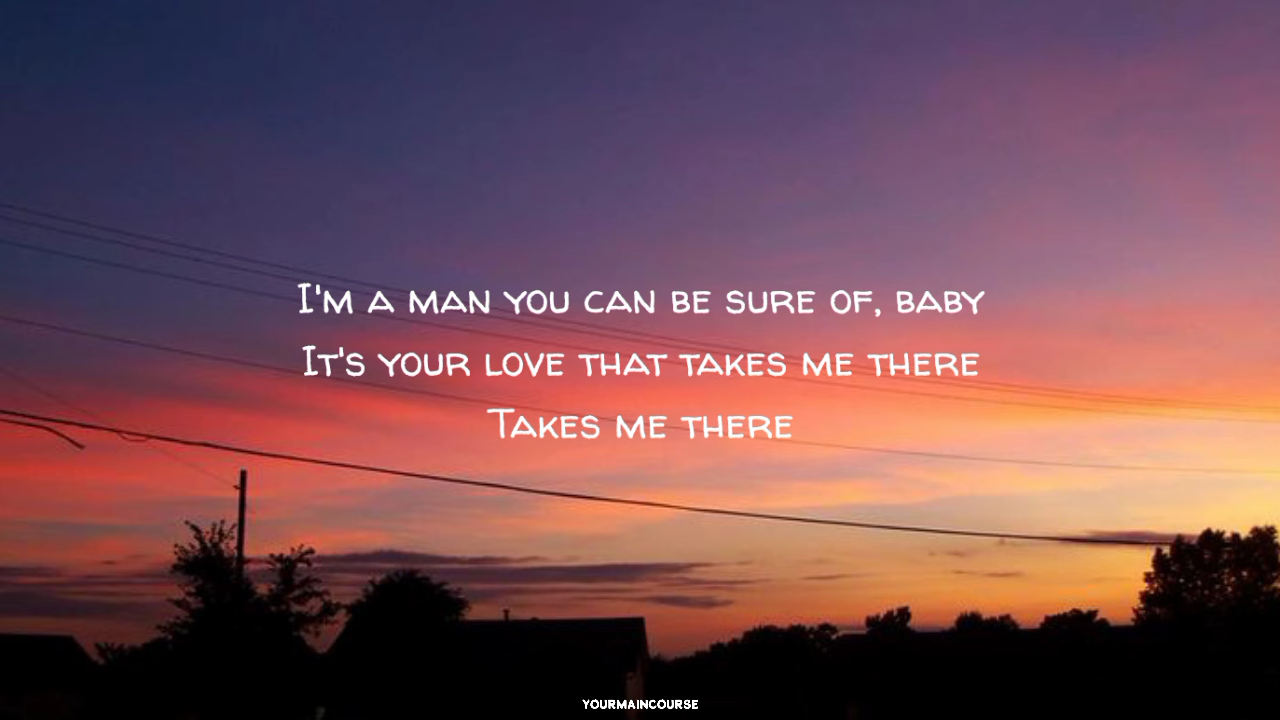 I'm a man you can be sure of, baby
It's your love that takes me there
Takes me there
YOURMAINCOURSE